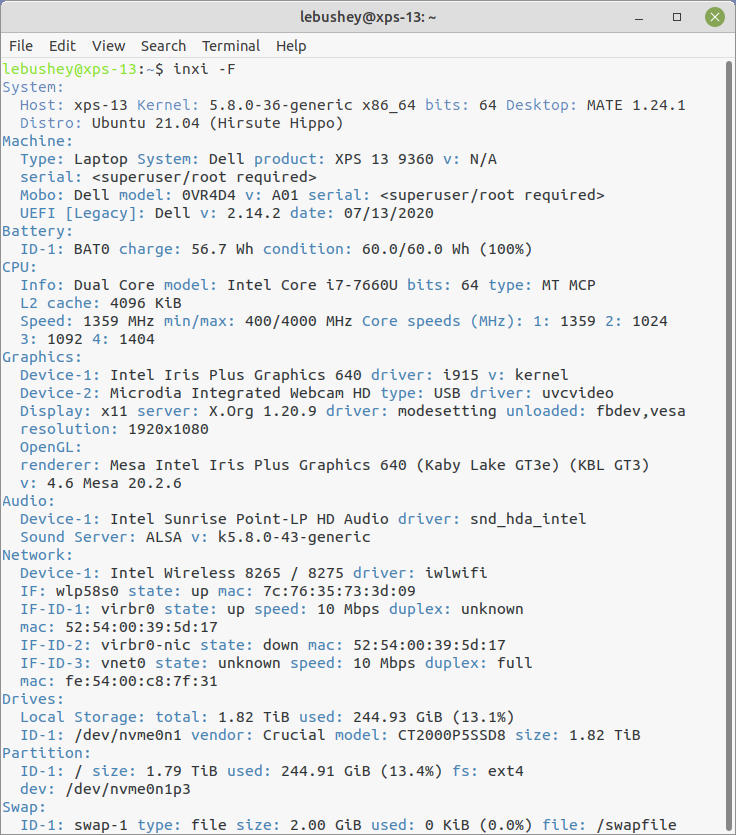 lebushey@xps-13: ~
File Edit View Search Terminal Help
lebushey@xps-13:~$ inxi -F
System:
Host: xps-13 Kernel: 5.8.0-36-generic x86_64 bits: 64 Desktop: MATE 1.24.1
Distro: Ubuntu 21.04 (Hirsute Hippo)
Machine:
Type: Laptop System: Dell product: XPS 13 9360 v: N/A
serial: <superuser/root required>
Mobo: Dell model: 0VR4D4 v: A01 serial: <superuser/root required>
UEFI [Legacy]: Dell v: 2.14.2 date: 07/13/2020
Battery:
ID-1: BAT0 charge: 56.7 Wh condition: 60.0/60.0 Wh (100%)
CPU:
Info: Dual Core model: Intel Core i7-7660U bits: 64 type: MT MCP
L2 cache: 4096 KiB
Speed: 1359 MHz min/max: 400/4000 MHz Core speeds (MHz): 1: 1359 2: 1024
3: 1092 4: 1404
Graphics:
Device-1: Intel Iris Plus Graphics 640 driver: i915 v: kernel
Device-2: Microdia Integrated Webcam HD type: USB driver: uvcvideo
Display: x11 server: X.Org 1.20.9 driver: modesetting unloaded: fbdev,vesa
resolution: 1920x1080
OpenGL:
renderer: Mesa Intel Iris Plus Graphics 640 (Kaby Lake GT3e) (KBL GT3)
v: 4.6 Mesa 20.2.6
Audio:
Device-1: Intel Sunrise Point-LP HD Audio driver: snd_hda_intel
Sound Server: ALSA v: k5.8.0-43-generic
Network:
Device-1: Intel Wireless 8265 / 8275 driver: iwlwifi
IF: wlp58s0 state: up mac: 7c:76:35:73:3d:09
IF-ID-1: virbr0 state: up speed: 10 Mbps duplex: unknown
mac: 52:54:00:39:5d:17
IF-ID-2: virbr0-nic state: down mac: 52:54:00:39:5d:17
IF-ID-3: vnet0 state: unknown speed: 10 Mbps duplex: full
mac: fe:54:00:c8:7f:31
Drives:
Local Storage: total: 1.82 TiB used: 244.93 GiB (13.1%)
ID-1: /dev/nvme0n1 vendor: Crucial model: CT2000P5SSD8 size: 1.82 TiB
Partition:
ID-1: / size: 1.79 TiB used: 244.91 GiB (13.4%) fs: ext4
dev: /dev/nvme0n1p3
Swap:
ID-1: swap-1 type: file size: 2.00 GiB used: 0 KiB (0.0%) file: /swapfile